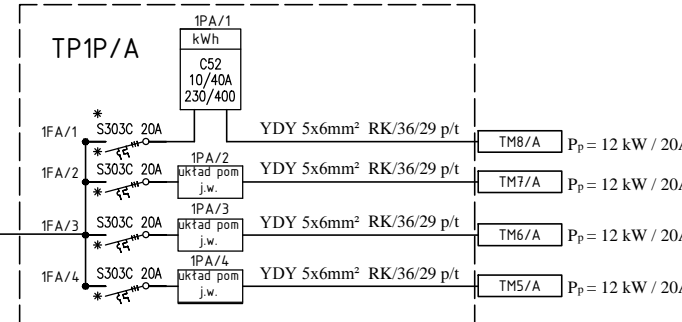 1PA/1
TP1P/A
kWh
C52
10/40A
230/400
*
1FA/1 S303C 20A YDY 5x6mm² RK/36/29 p/t TM8/A Pp = 12 kW / 20A
*
1PA/2
1FA/2 S303C 20A układ pom YDY 5x6mm² RK/36/29 p/t TM7/A Pp = 12 kW / 20A
* j.w.
1PA/3
1FA/3 S303C 20A układ pom YDY 5x6mm² RK/36/29 p/t TM6/A Pp = 12 kW / 20A
* j.w.
1PA/4
1FA/4 S303C 20A układ pom YDY 5x6mm² RK/36/29 p/t TM5/A Pp = 12 kW / 20A
* j.w.